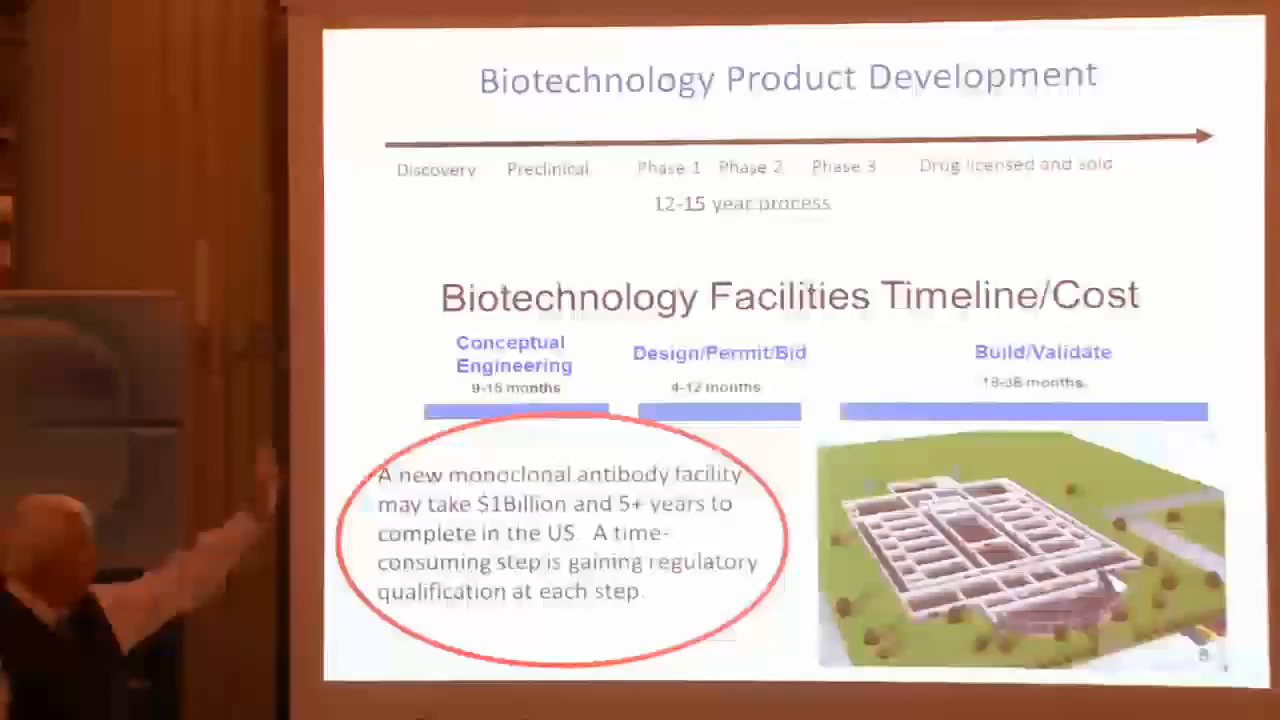 Biotechnology Product Development
Discovery Preclinical Phase 1 Phase 2 Phase 3 Drug licensed and sold
12-15 year process
Biotechnology Facilities Timeline/Cost
Conceptual
Engineering
Design/Permit/Bid
Build/Validate
months
4-12 months
months
A new monoclonal antibody facility
may take $1Billion and 5+ years to
complete in the US. A time-
consuming step is gaining regulatory
qualification at each step.